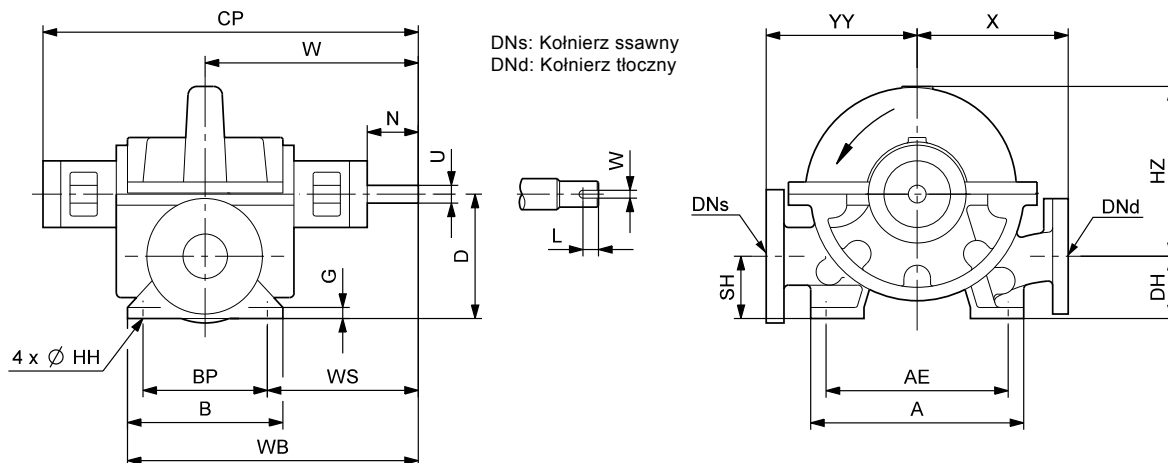 CP
W
N
U
D
G
4 x Ø HH
BP
WS
B
WB
DNs: Kołnierz ssawny
DNd: Kołnierz tłoczny
W
L
YY
X
HZ
DNs
DNd
SH
DH
AE
A